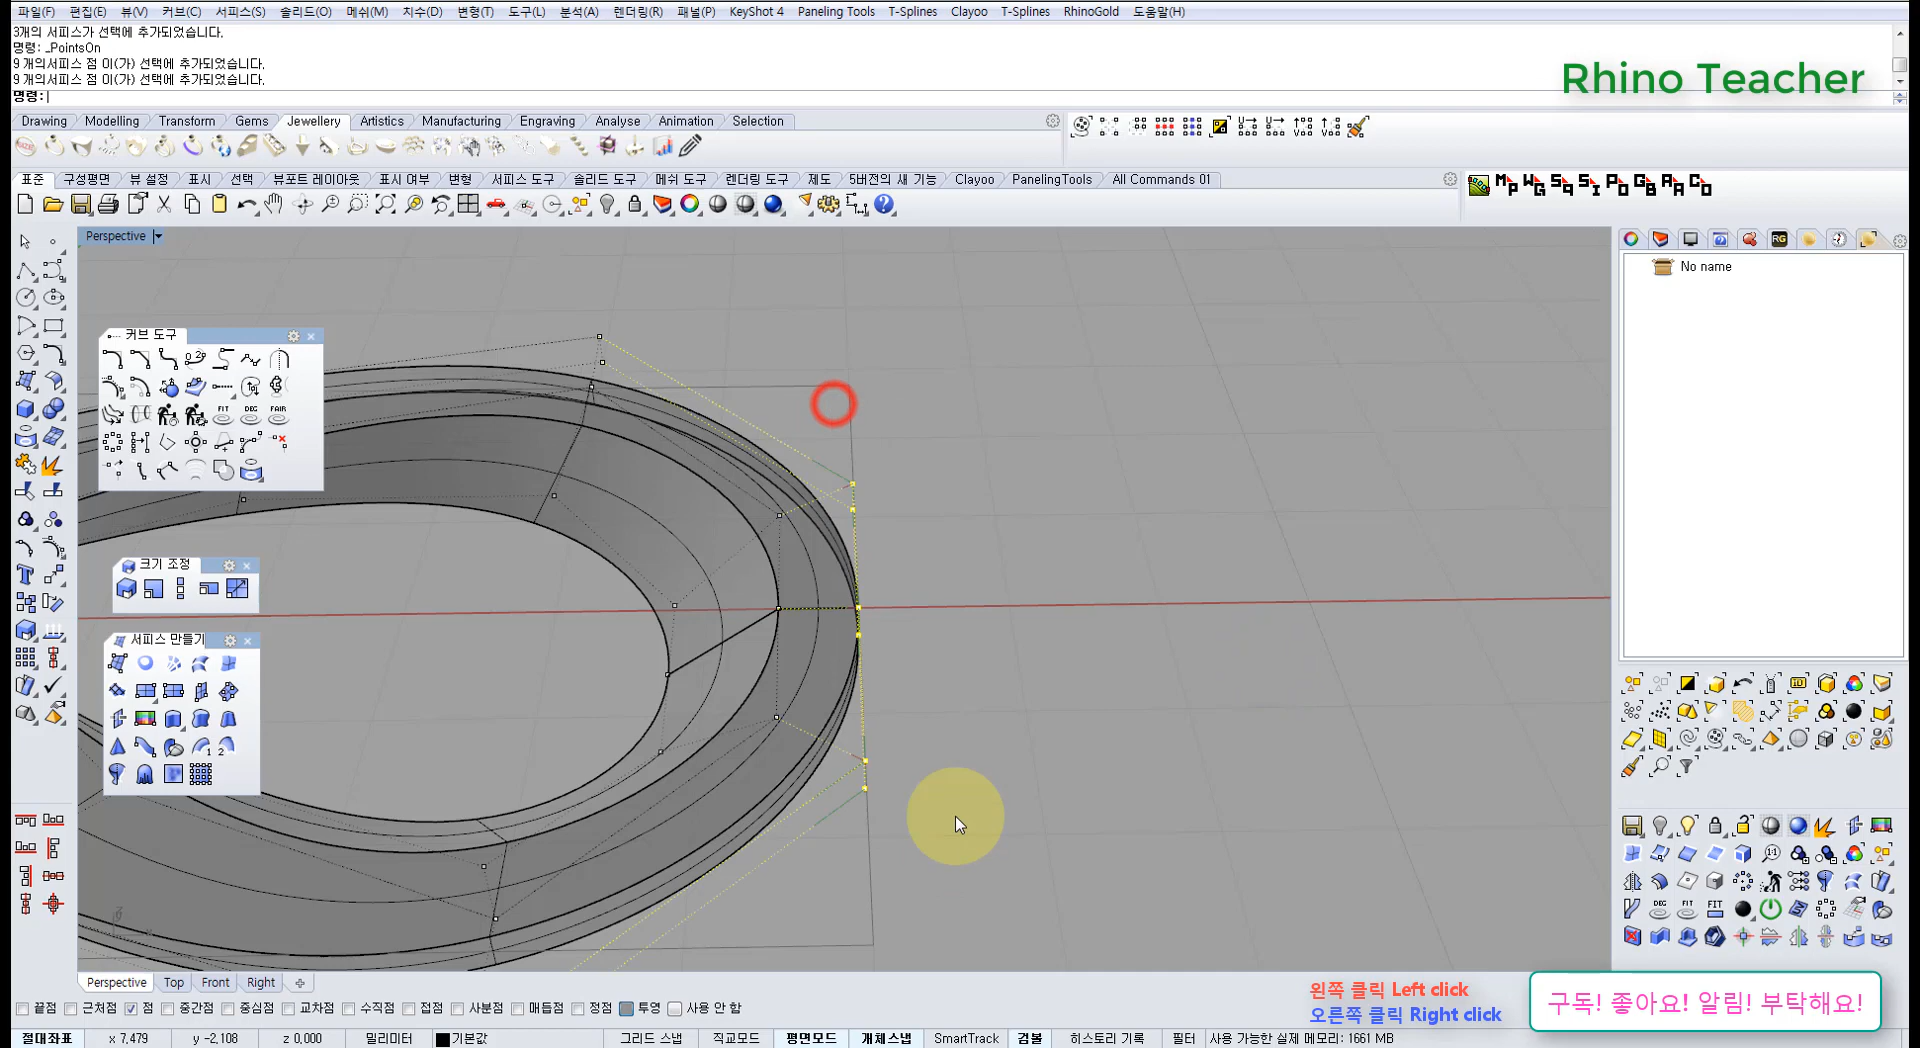 파일(F) 편집(E) 뷰(V) 커브(C) 서피스(S) 솔리드(O) 메쉬(M) 치수(D) 변형(T) 도구(L) 분석(A) 렌더링(R) 패널(P) KeyShot 4 Paneling Tools T-Splines Clayoo T-Splines RhinoGold 도움말(H)
3개의 서피스가 선택에 추가되었습니다.
명령: _PointsOn
9 개의서피스 점 이(가) 선택에 추가되었습니다.
9 개의서피스 점 이(가) 선택에 추가되었습니다.
명령:
Rhino Teacher
Drawing Modelling Transform Gems Jewellery Artistics Manufacturing Engraving Analyse Animation Selection
표준 구성평면 뷰 설정 표시 선택 뷰포트 레이아웃 표시 여부 변형 서피스 도구 솔리드 도구 메쉬 도구 렌더링 도구 제도 5버전의 새 기능 Clayoo PanelingTools All Commands 01
Perspective
No name
커브 도구
FIT DEG FAIR
크기 조정
서피스 만들기
DEG FIT FIT
Perspective Top Front Right
끝점 근처점 점 중간점 중심점 교차점 수직점 접점 사분점 매듭점 정점 투영 사용 안 함
왼쪽 클릭 Left click
오른쪽 클릭 Right click
구독! 좋아요! 알림! 부탁해요!
절대좌표 x 7,479 y -2,108 z 0,000 밀리미터 기본값 그리드 스냅 직교모드 평면모드 개체스냅 SmartTrack 검볼 히스토리 기록 필터 사용 가능한 실제 메모리: 1661 MB